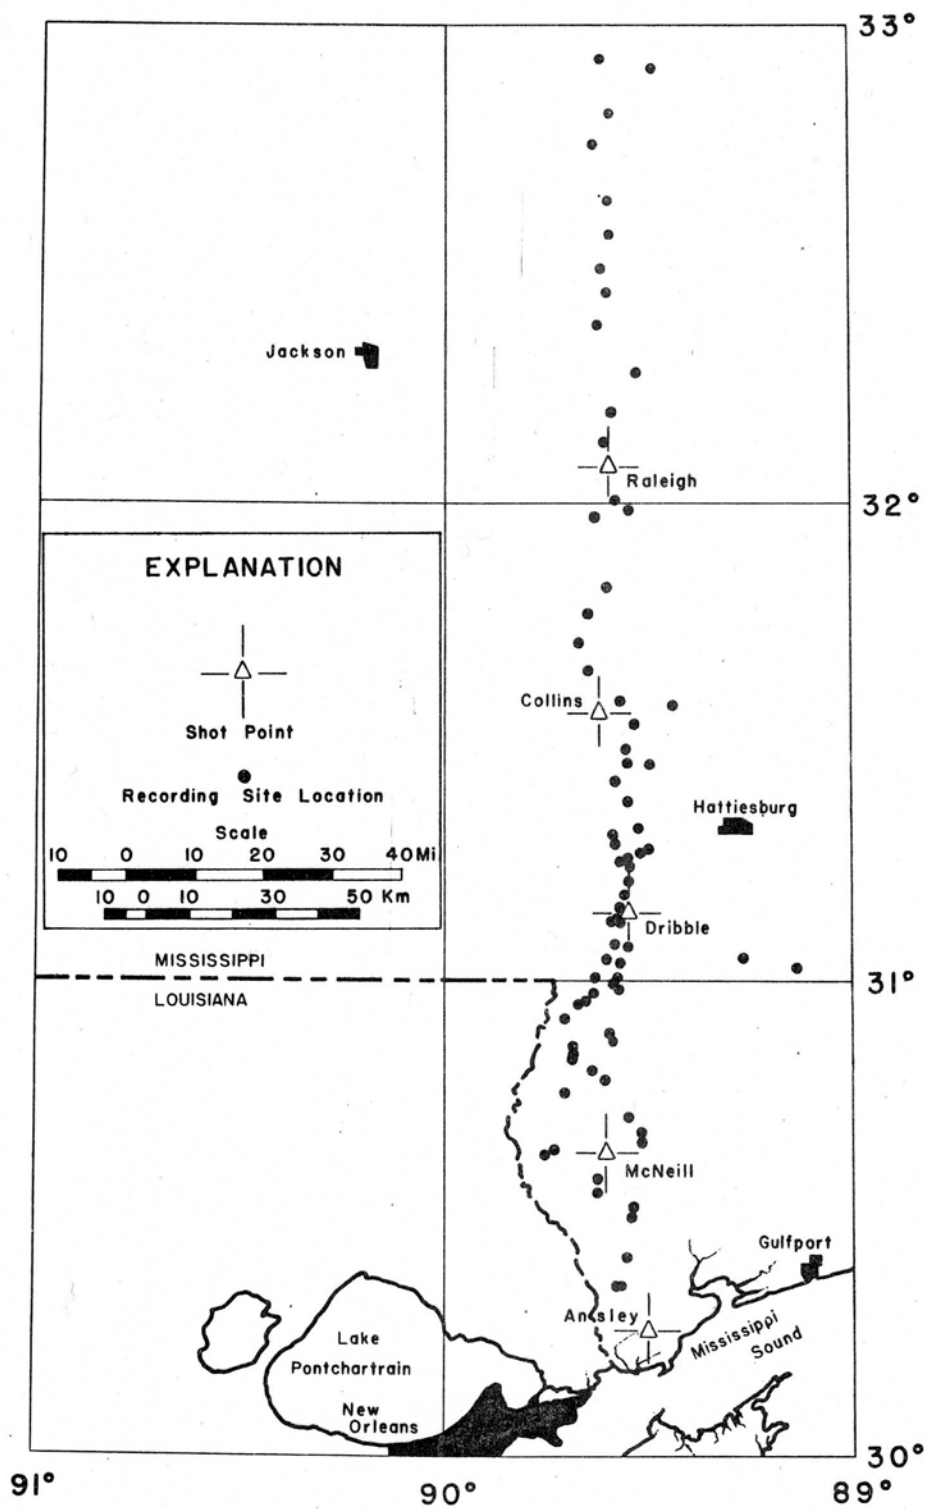 33°
Jackson
Raleigh
32°
EXPLANATION
Shot Point
Recording Site Location
Scale
10 0 10 20 30 40 Mi.
10 0 10 30 50 Km
Collins
Hattiesburg
Dribble
MISSISSIPPI
LOUISIANA
31°
McNeill
Gulfport
Ansley
Mississippi
Sound
Lake
Pontchartrain
New
Orleans
30°
91°
90°
89°